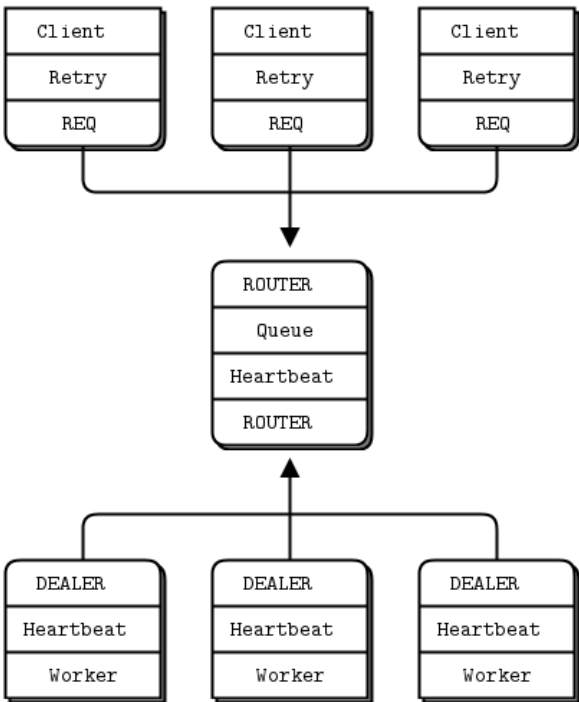 Client Client Client
Retry Retry Retry
REQ REQ REQ
ROUTER
Queue
Heartbeat
ROUTER
DEALER DEALER DEALER
Heartbeat Heartbeat Heartbeat
Worker Worker Worker